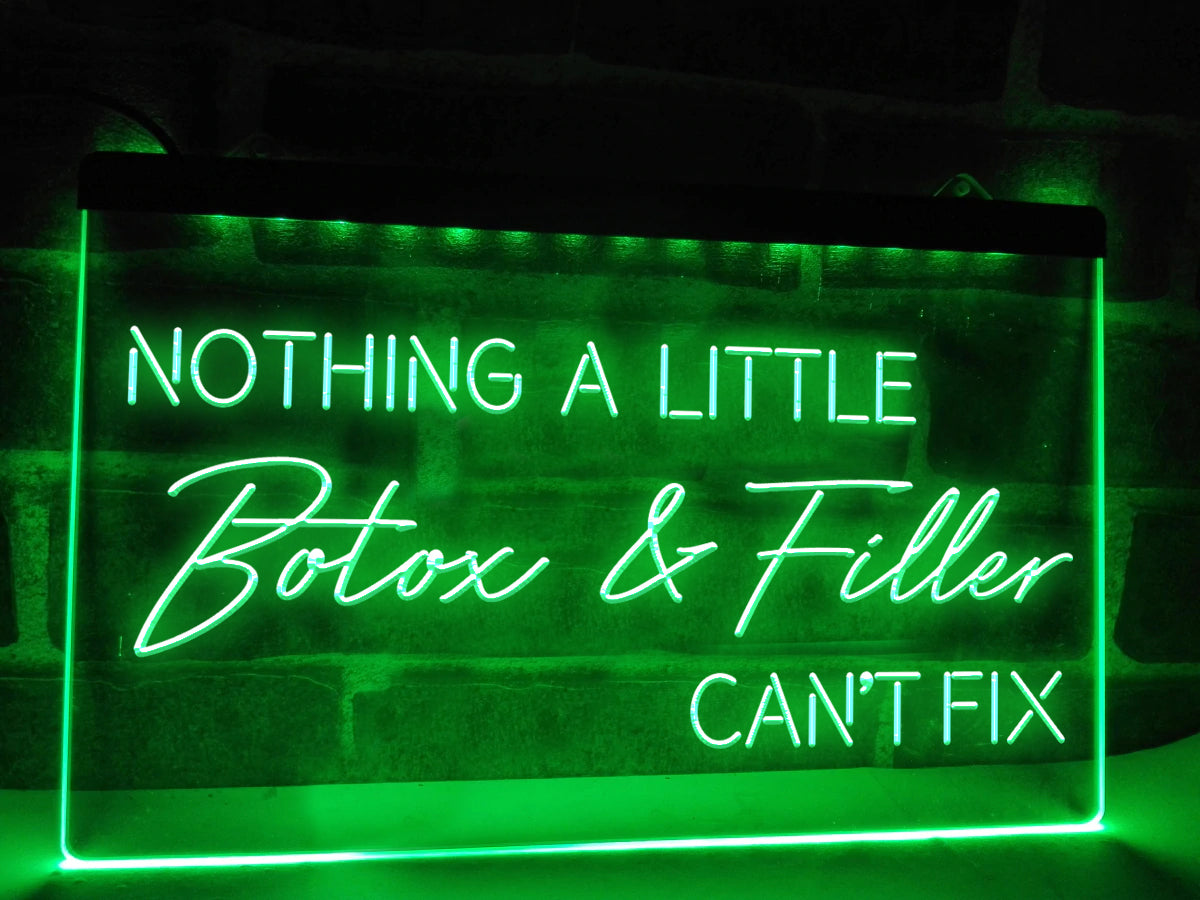 NOTHING A LITTLE
Botox & Filler
CAN'T FIX